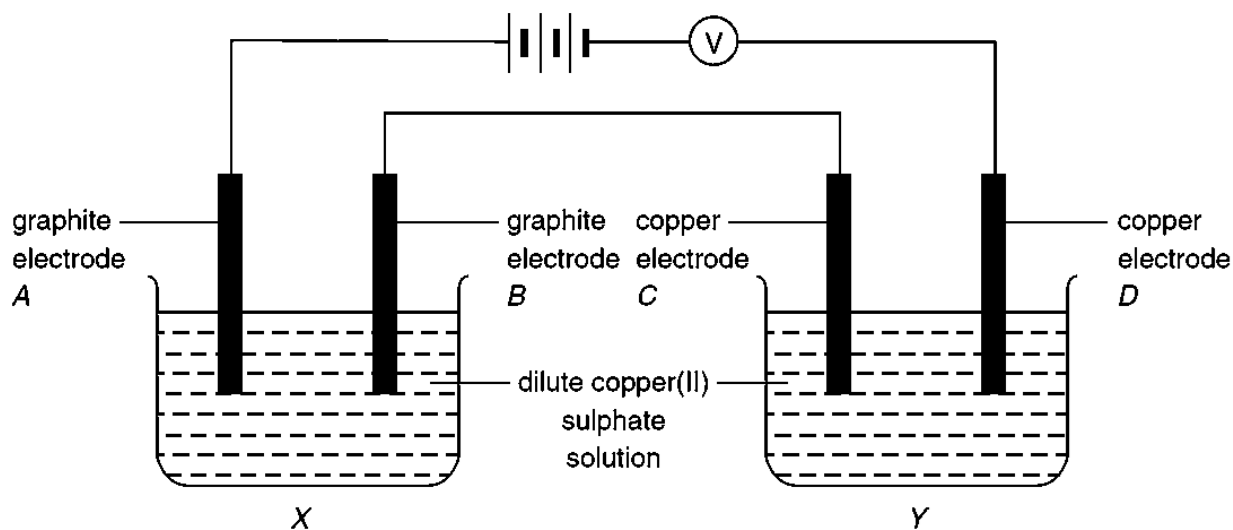 V
graphite
electrode
A
graphite
electrode
B
copper
electrode
C
copper
electrode
D
dilute copper(II)
sulphate
solution
X
Y